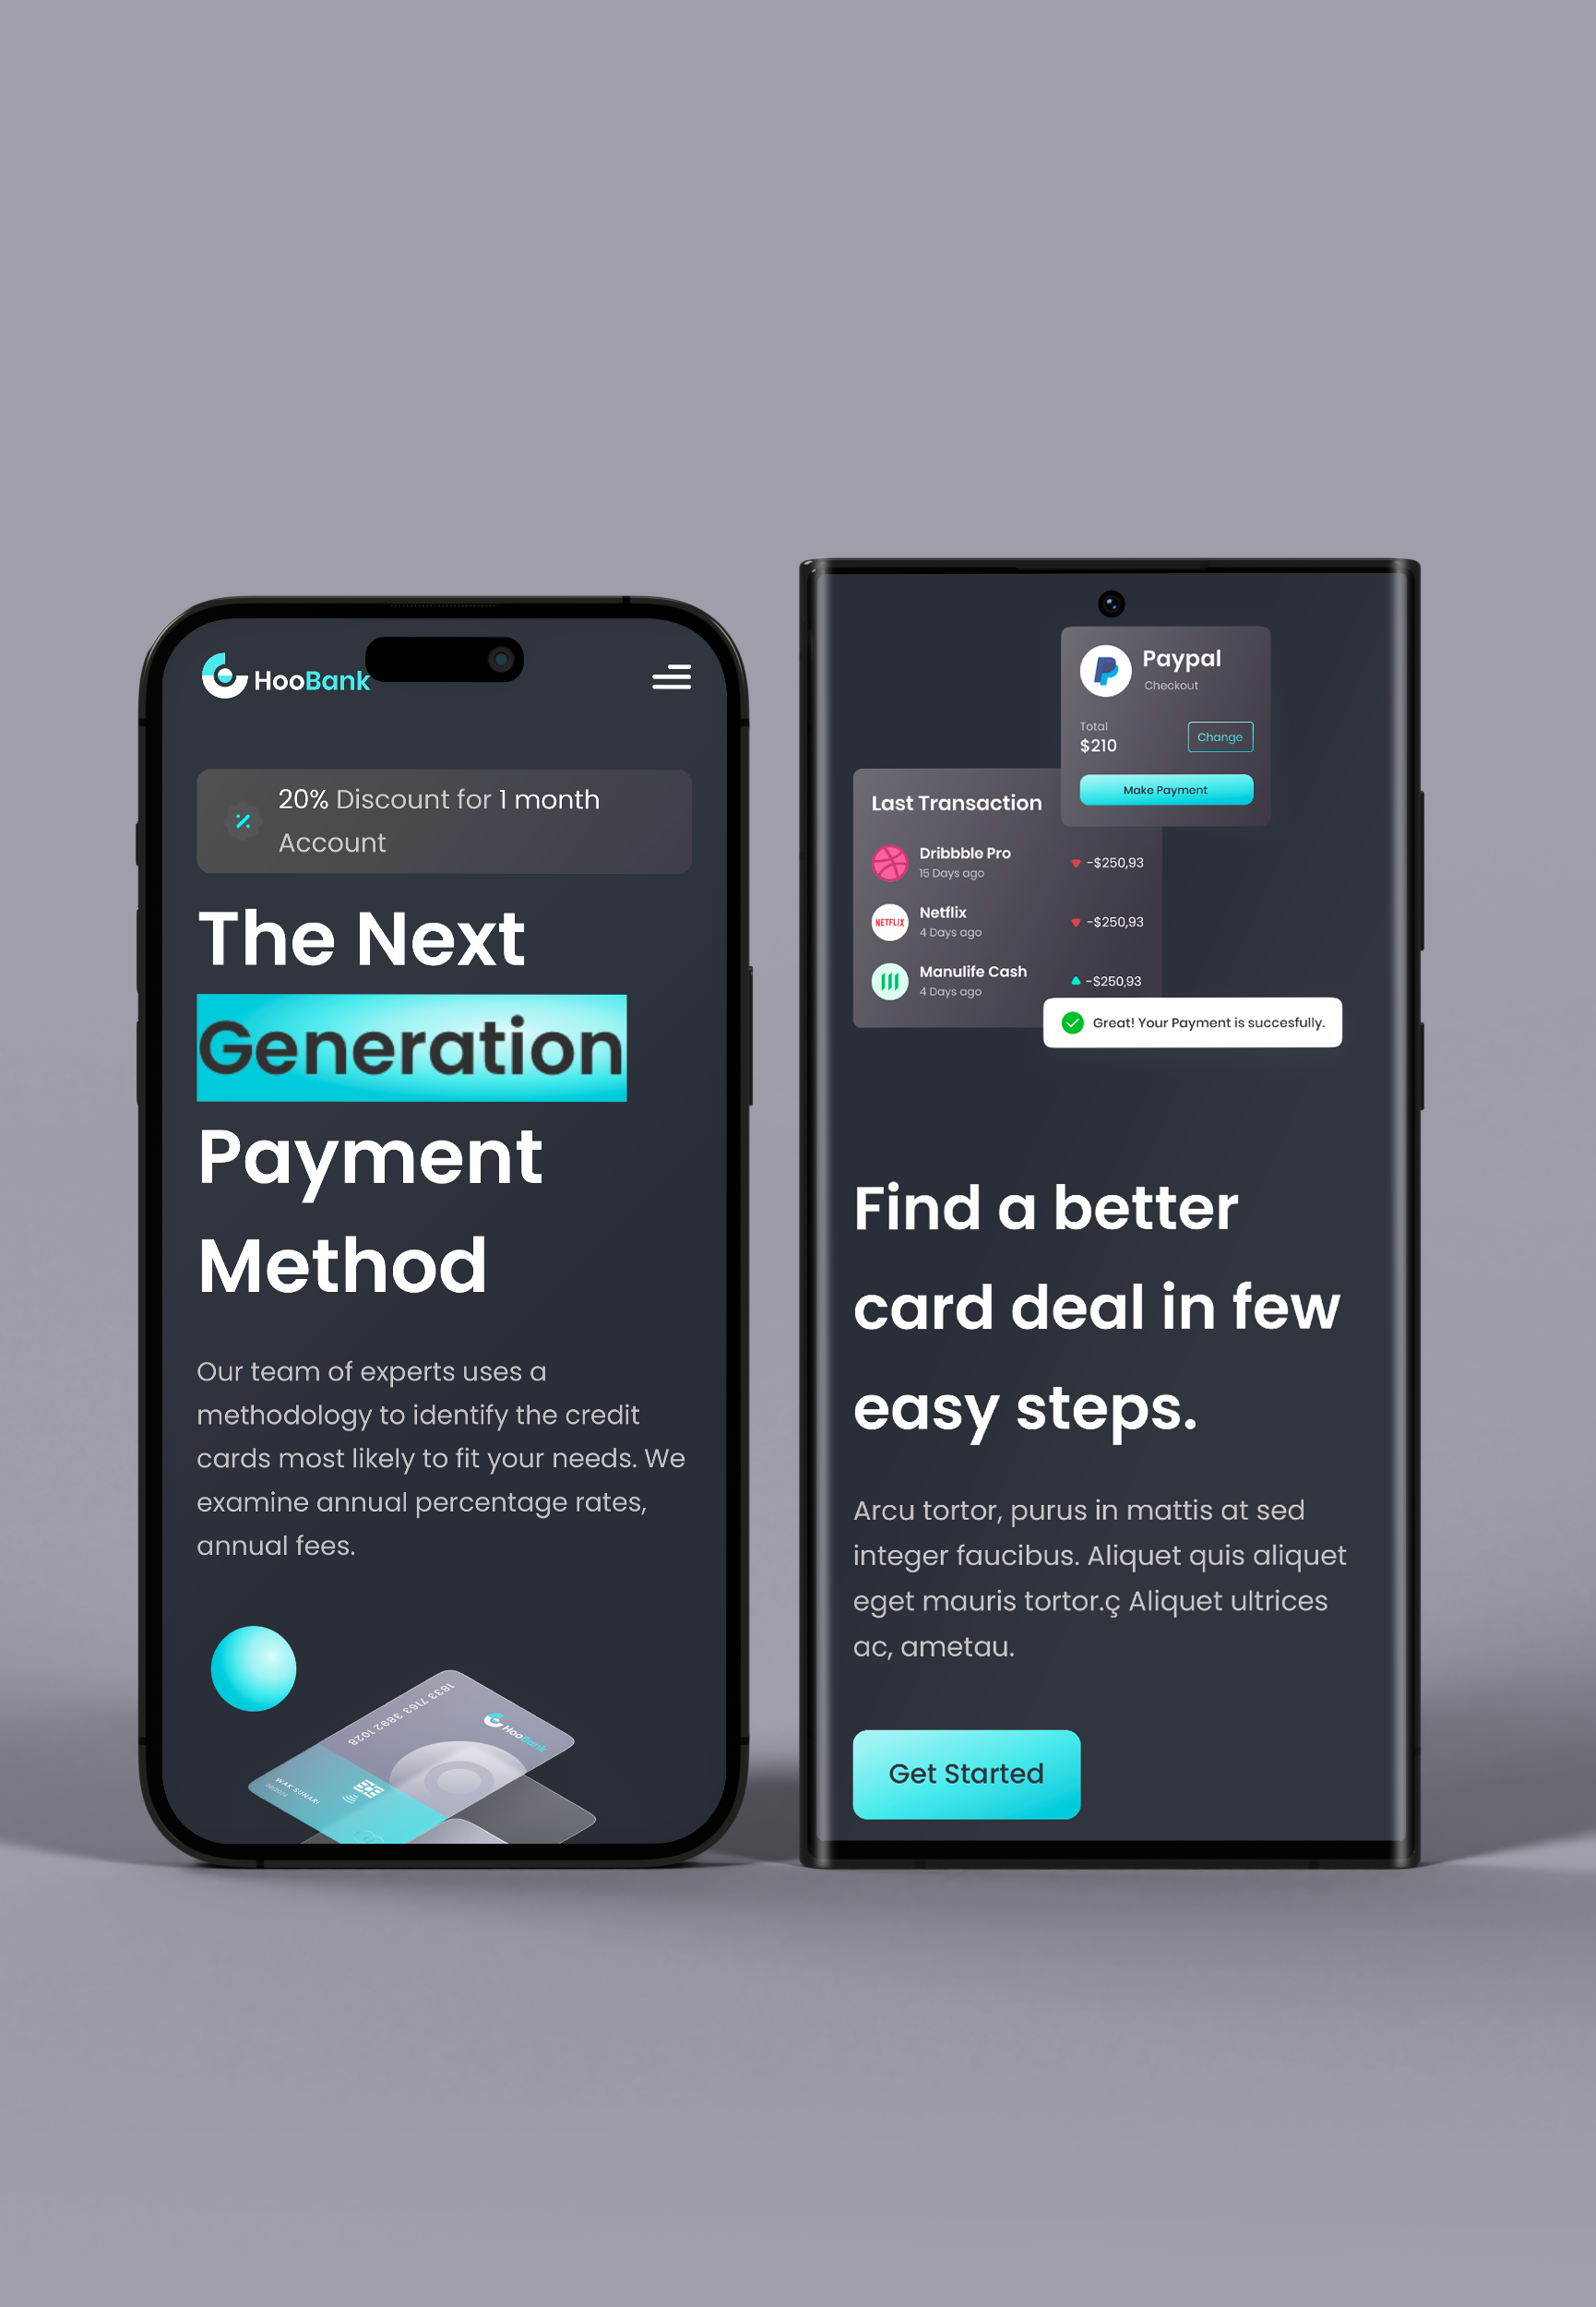 HooBank
20% Discount for 1 month
Account
The Next
Generation
Payment
Method
Our team of experts uses a
methodology to identify the credit
cards most likely to fit your needs. We
examine annual percentage rates,
annual fees.
1833 7163 3892 1028
HooBank
WAK SUNARI
Paypal
Checkout
Total
$210
Change
Make Payment
Last Transaction
Dribbble Pro
15 Days ago
-$250,93
NETFLIX
Netflix
4 Days ago
-$250,93
Manulife Cash
4 Days ago
-$250,93
Great! Your Payment is succesfully.
Find a better
card deal in few
easy steps.
Arcu tortor, purus in mattis at sed
integer faucibus. Aliquet quis aliquet
eget mauris tortor.ç Aliquet ultrices
ac, ametau.
Get Started